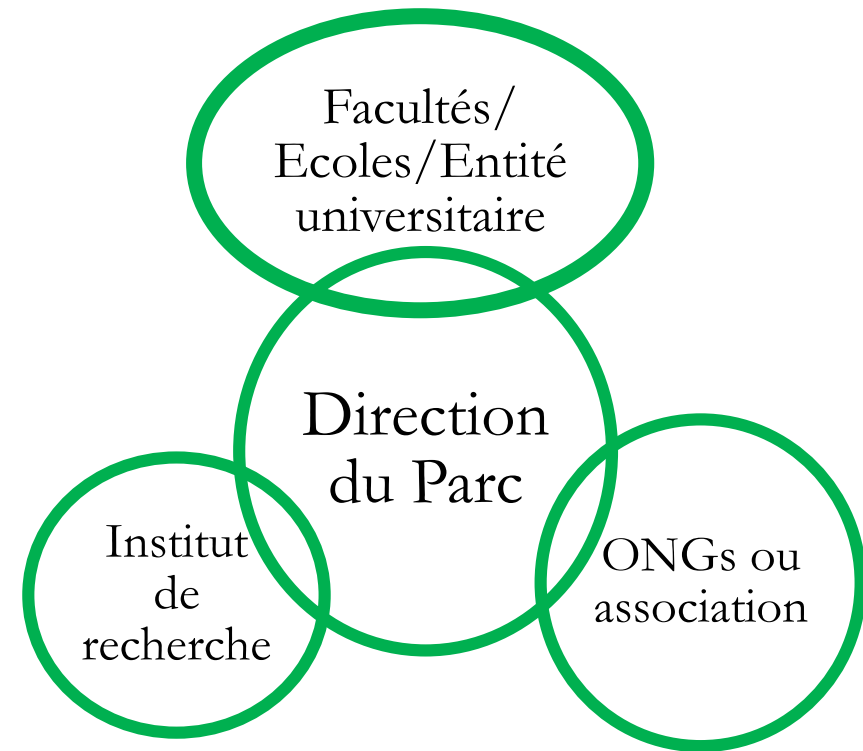 Facultés/
Ecoles/Entité
universitaire
Direction
du Parc
Institut
de
recherche
ONGs ou
association